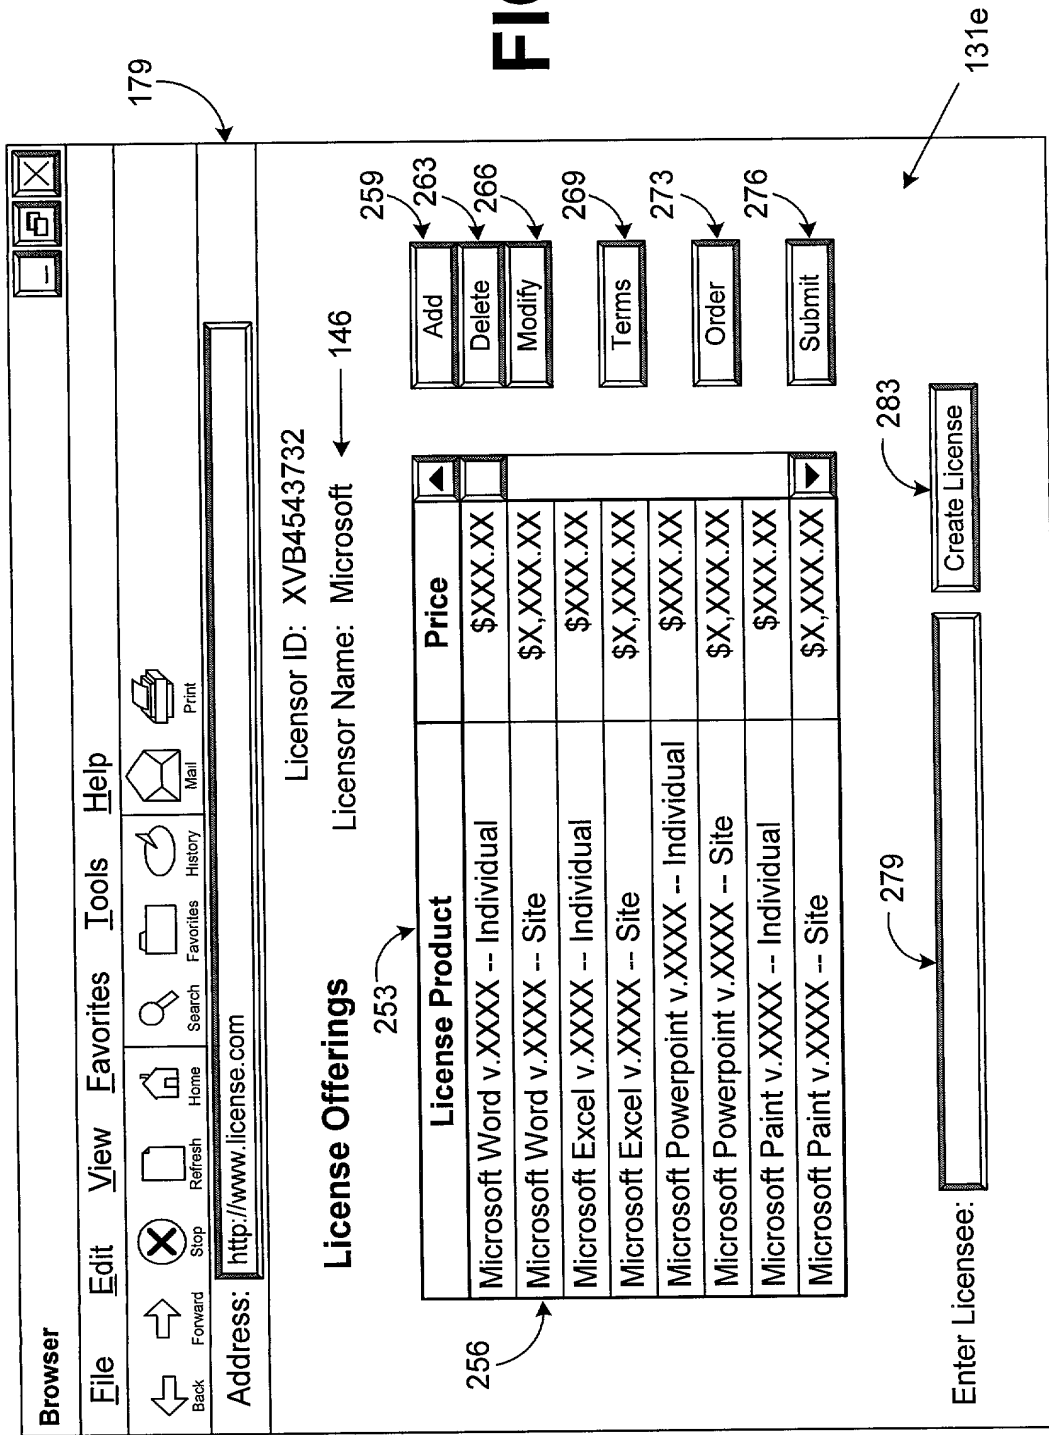 FIG
Browser
File Edit View Favorites Tools Help
Back Forward Stop Refresh Home Search Favorites History Mail Print
179
Address: http://www.license.com
Licensor ID: XVB4543732
License Offerings
Licensor Name: Microsoft
146
253
259
263
266
269
273
276
License Product Price
Microsoft Word v.XXXX -- Individual $XXX.XX
Microsoft Word v.XXXX -- Site $X,XXX.XX
Microsoft Excel v.XXXX -- Individual $XXX.XX
Microsoft Excel v.XXXX -- Site $X,XXX.XX
Microsoft Powerpoint v.XXXX -- Individual $XXX.XX
Microsoft Powerpoint v.XXXX -- Site $X,XXX.XX
Microsoft Paint v.XXXX -- Individual $XXX.XX
Microsoft Paint v.XXXX -- Site $X,XXX.XX
256
Add
Delete
Modify
Terms
Order
Submit
279
283
Enter Licensee:
Create License
131e